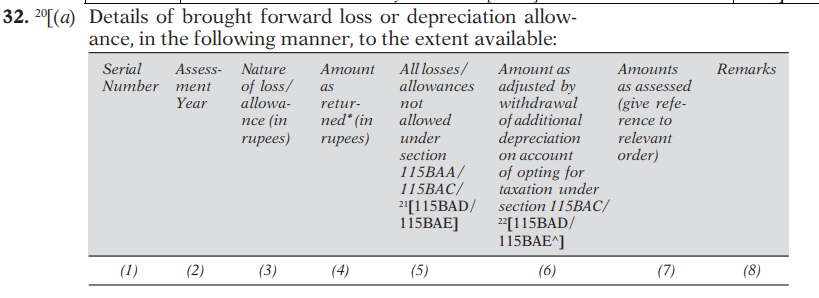 32. 20[(a) Details of brought forward loss or depreciation allow-
ance, in the following manner, to the extent available:
Serial Assess- Nature Amount All losses/ Amount as Amounts Remarks
Number ment of loss/ as allowances adjusted by as assessed
Year allowa- retur- not withdrawal (give refe-
nce (in ned* (in allowed of additional rence to
rupees) rupees) under depreciation relevant
section on account order)
115BAA/ of opting for
115BAC/ taxation under
21[115BAD/ section 115BAC/
115BAE] 22[115BAD/
115BAE^]
(1) (2) (3) (4) (5) (6) (7) (8)